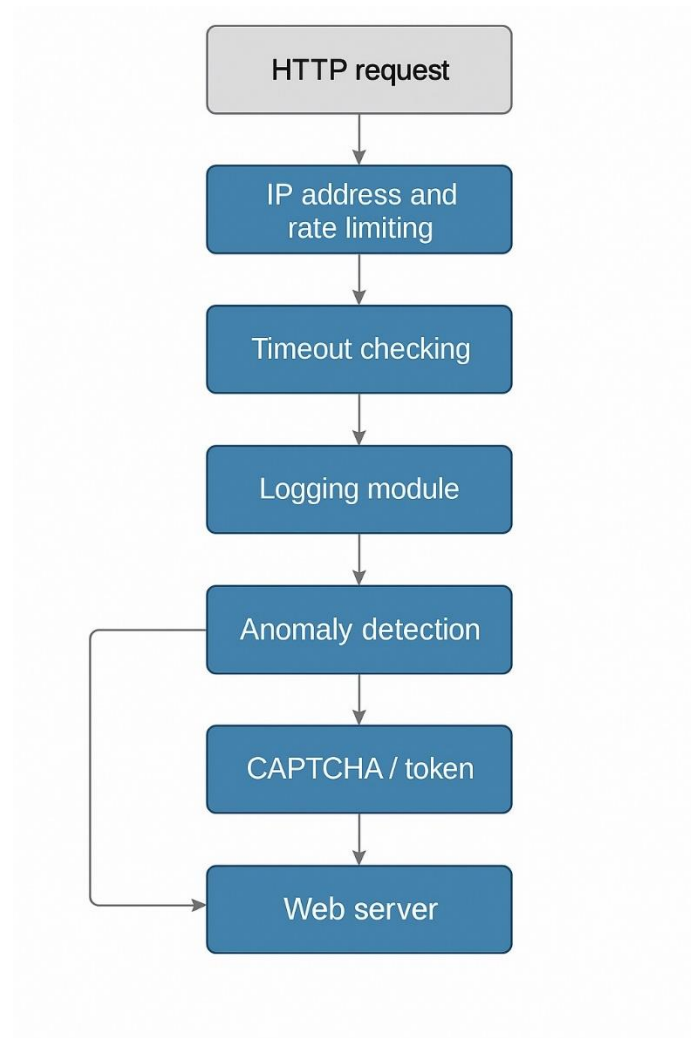 HTTP request
IP address and
rate limiting
Timeout checking
Logging module
Anomaly detection
CAPTCHA / token
Web server